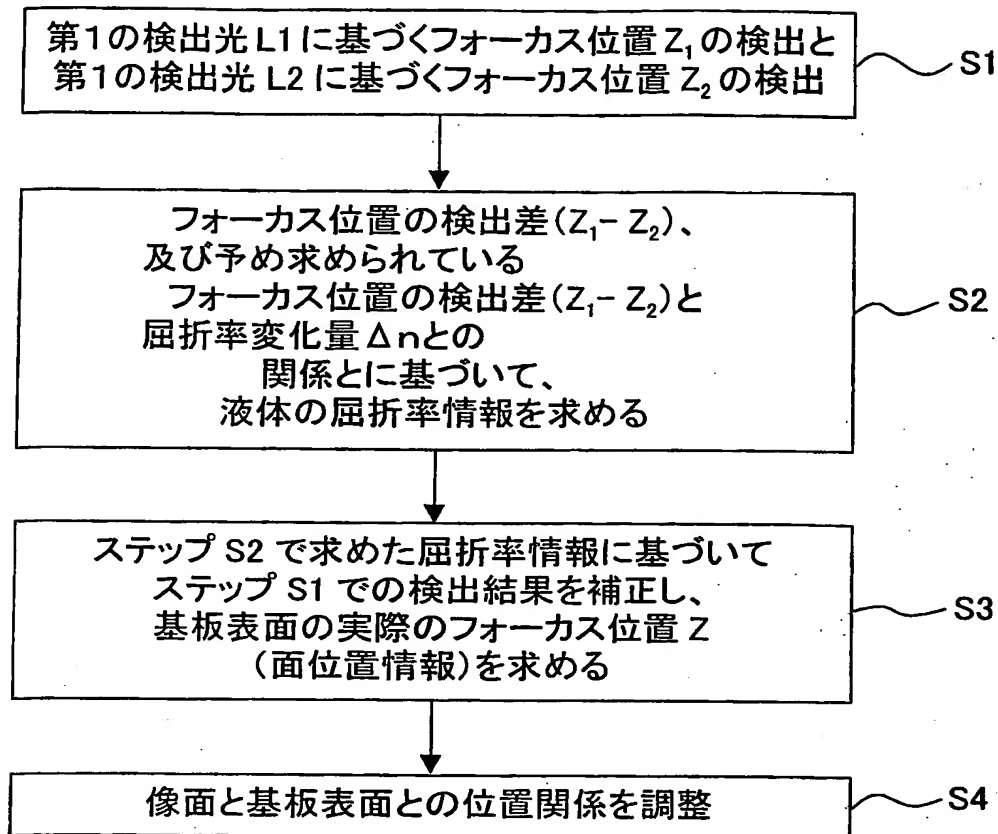 第1の検出光L1に基づくフォーカス位置Z₁の検出と
第1の検出光L2に基づくフォーカス位置Z₂の検出
S1
フォーカス位置の検出差(Z₁- Z₂)、
及び予め求められている
フォーカス位置の検出差(Z₁- Z₂)と
屈折率変化量Δnとの
関係とに基づいて、
液体の屈折率情報を求める
S2
ステップ S2 で求めた屈折率情報に基づいて
ステップ S1 での検出結果を補正し、
基板表面の実際のフォーカス位置 Z
(面位置情報)を求める
S3
像面と基板表面との位置関係を調整
S4